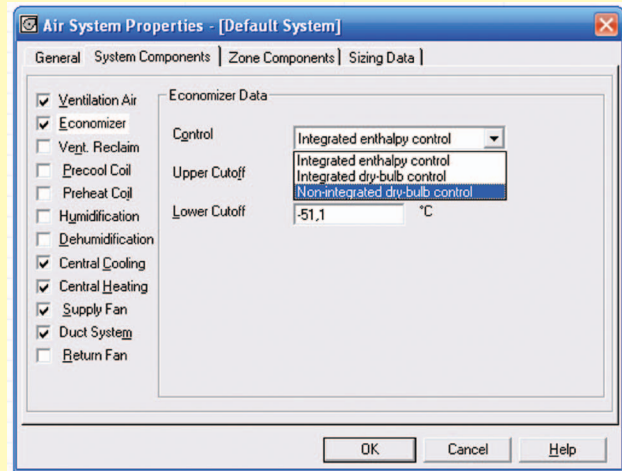 Air System Properties - [Default System]
General System Components Zone Components Sizing Data
Ventilation Air
Economizer
Vent. Reclaim
Precool Coil
Preheat Coil
Humidification
Dehumidification
Central Cooling
Central Heating
Supply Fan
Duct System
Return Fan
Economizer Data
Control Integrated enthalpy control
Integrated enthalpy control
Integrated dry-bulb control
Non-integrated dry-bulb control
Upper Cutoff
Lower Cutoff -51,1 °C
OK Cancel Help